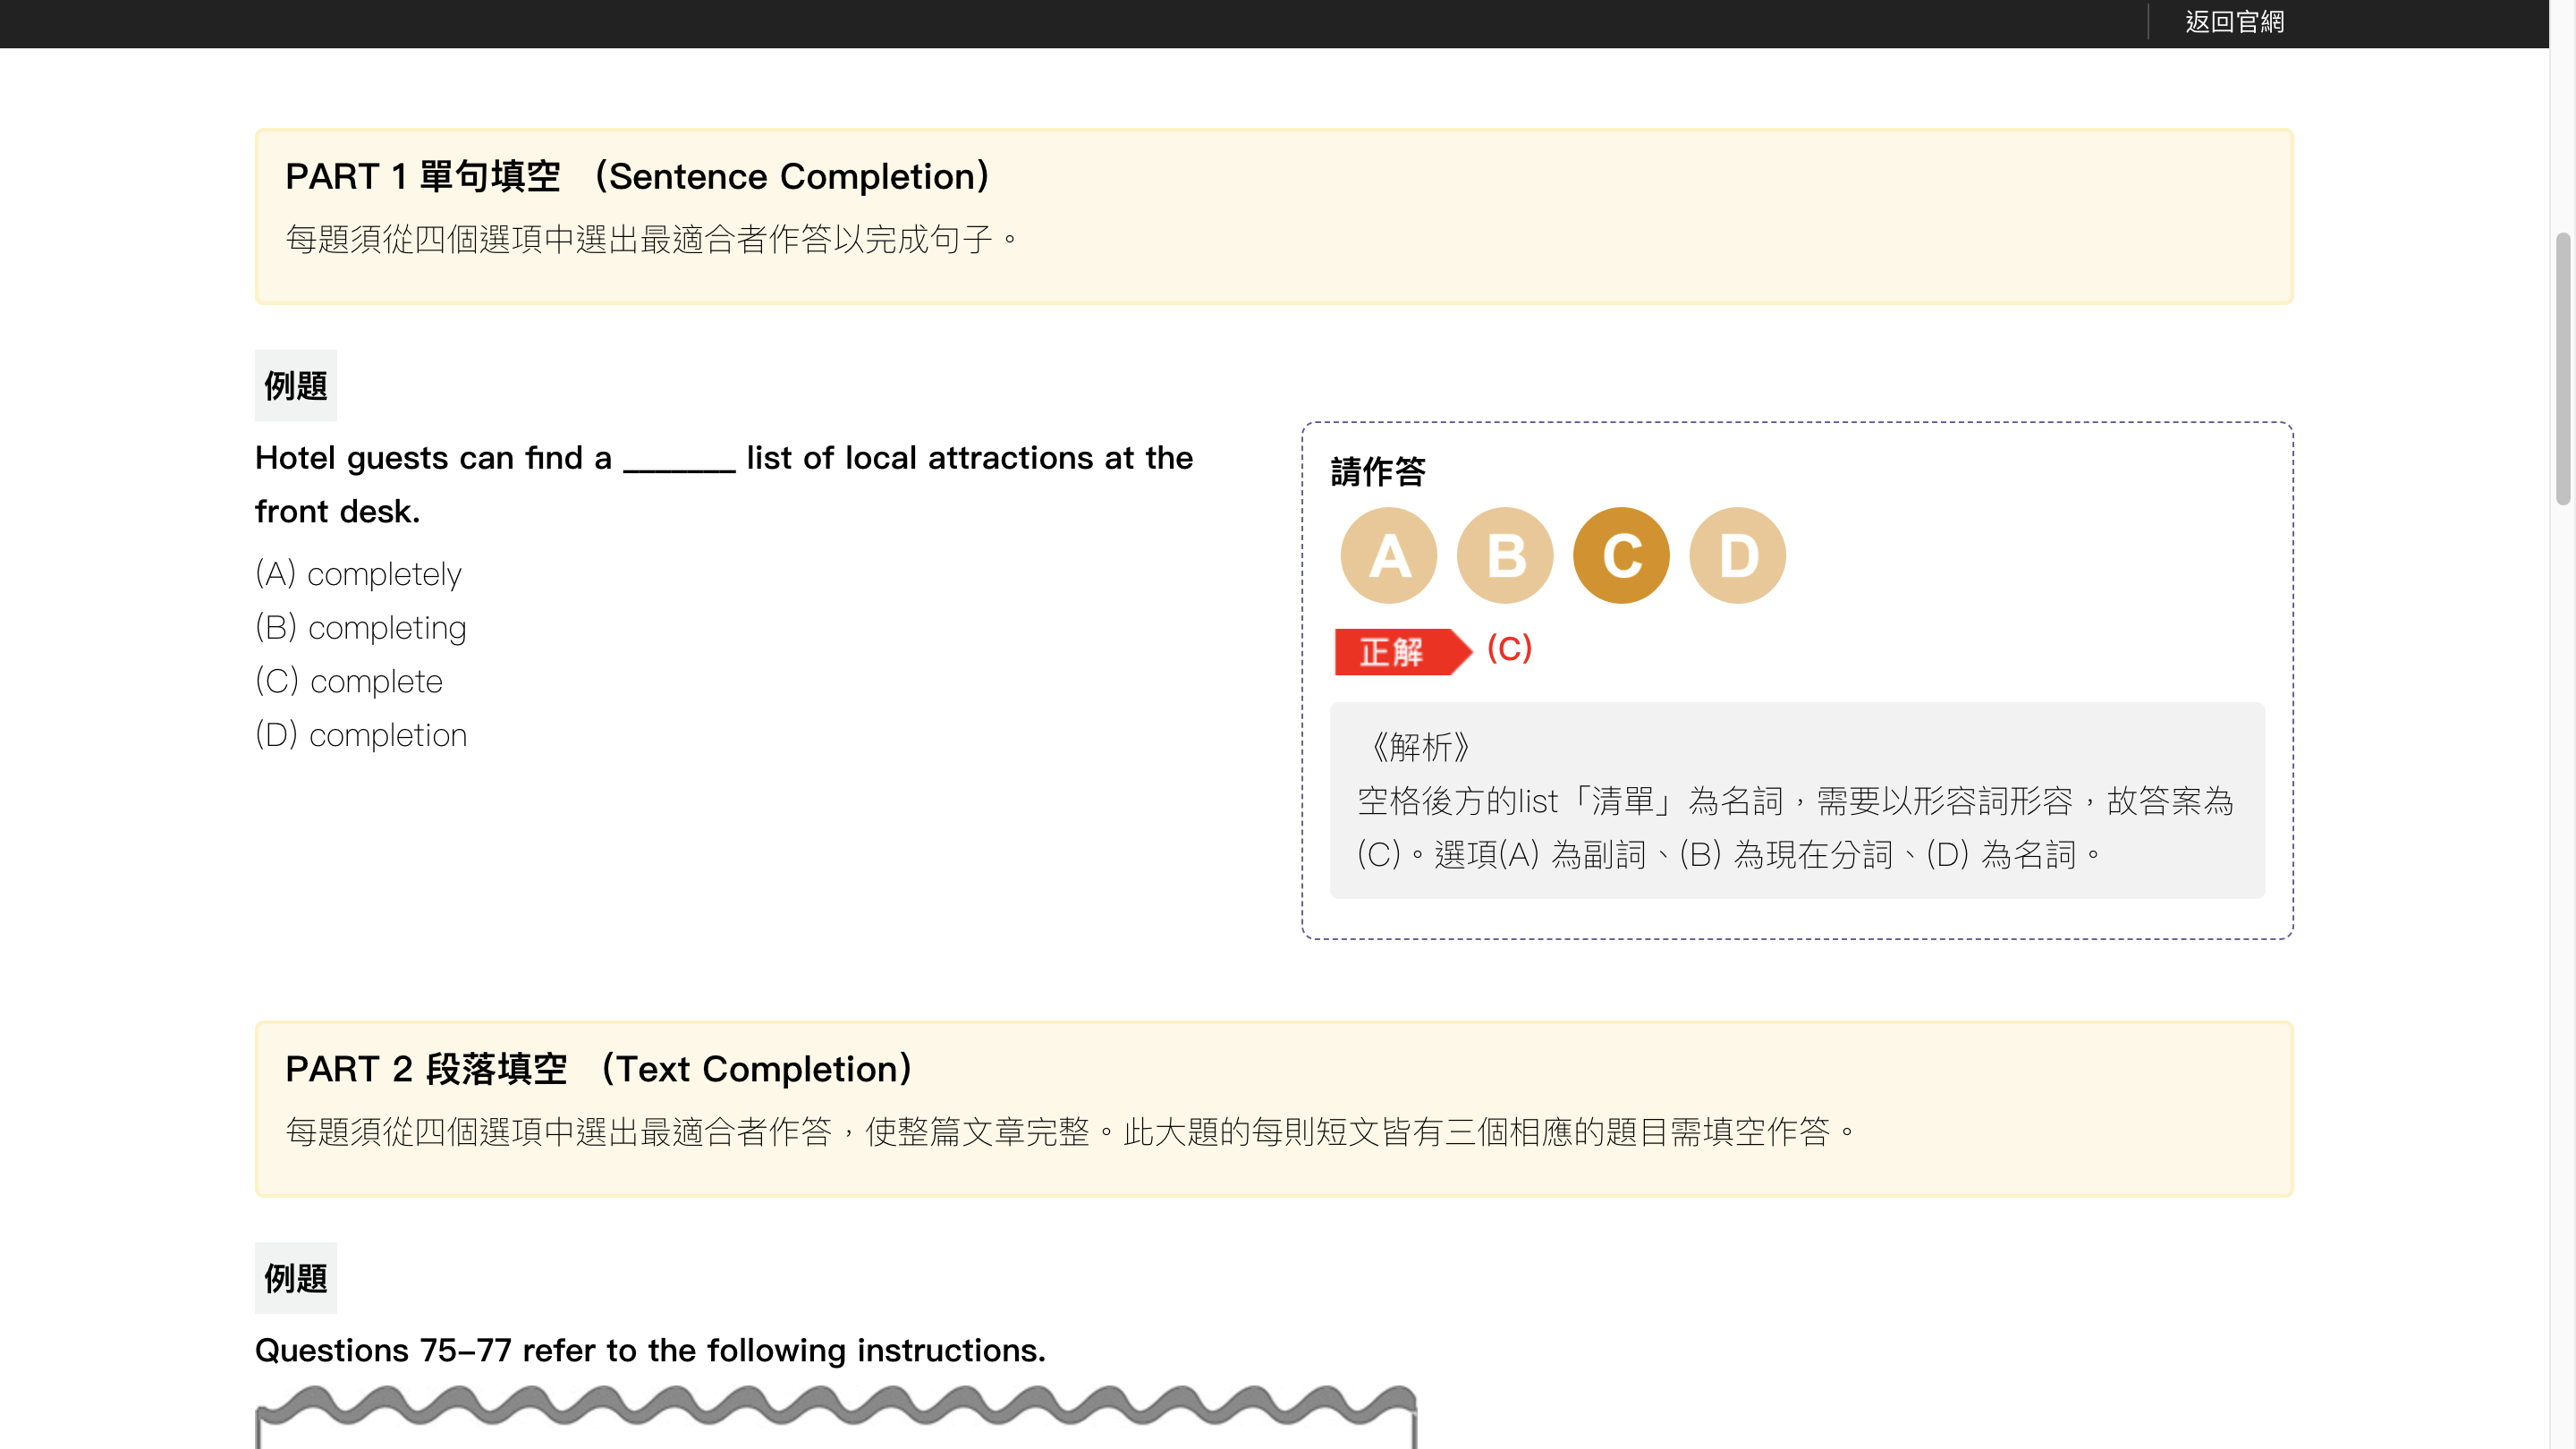 返回官網
PART 1 單句填空 （Sentence Completion）
每題須從四個選項中選出最適合者作答以完成句子。
例題
Hotel guests can find a _______ list of local attractions at the
front desk.
(A) completely
(B) completing
(C) complete
(D) completion
請作答
A B C D
正解 (C)
《解析》
空格後方的list「清單」為名詞，需要以形容詞形容，故答案為
(C)。選項(A) 為副詞、(B) 為現在分詞、(D) 為名詞。
PART 2 段落填空 （Text Completion）
每題須從四個選項中選出最適合者作答，使整篇文章完整。此大題的每則短文皆有三個相應的題目需填空作答。
例題
Questions 75–77 refer to the following instructions.